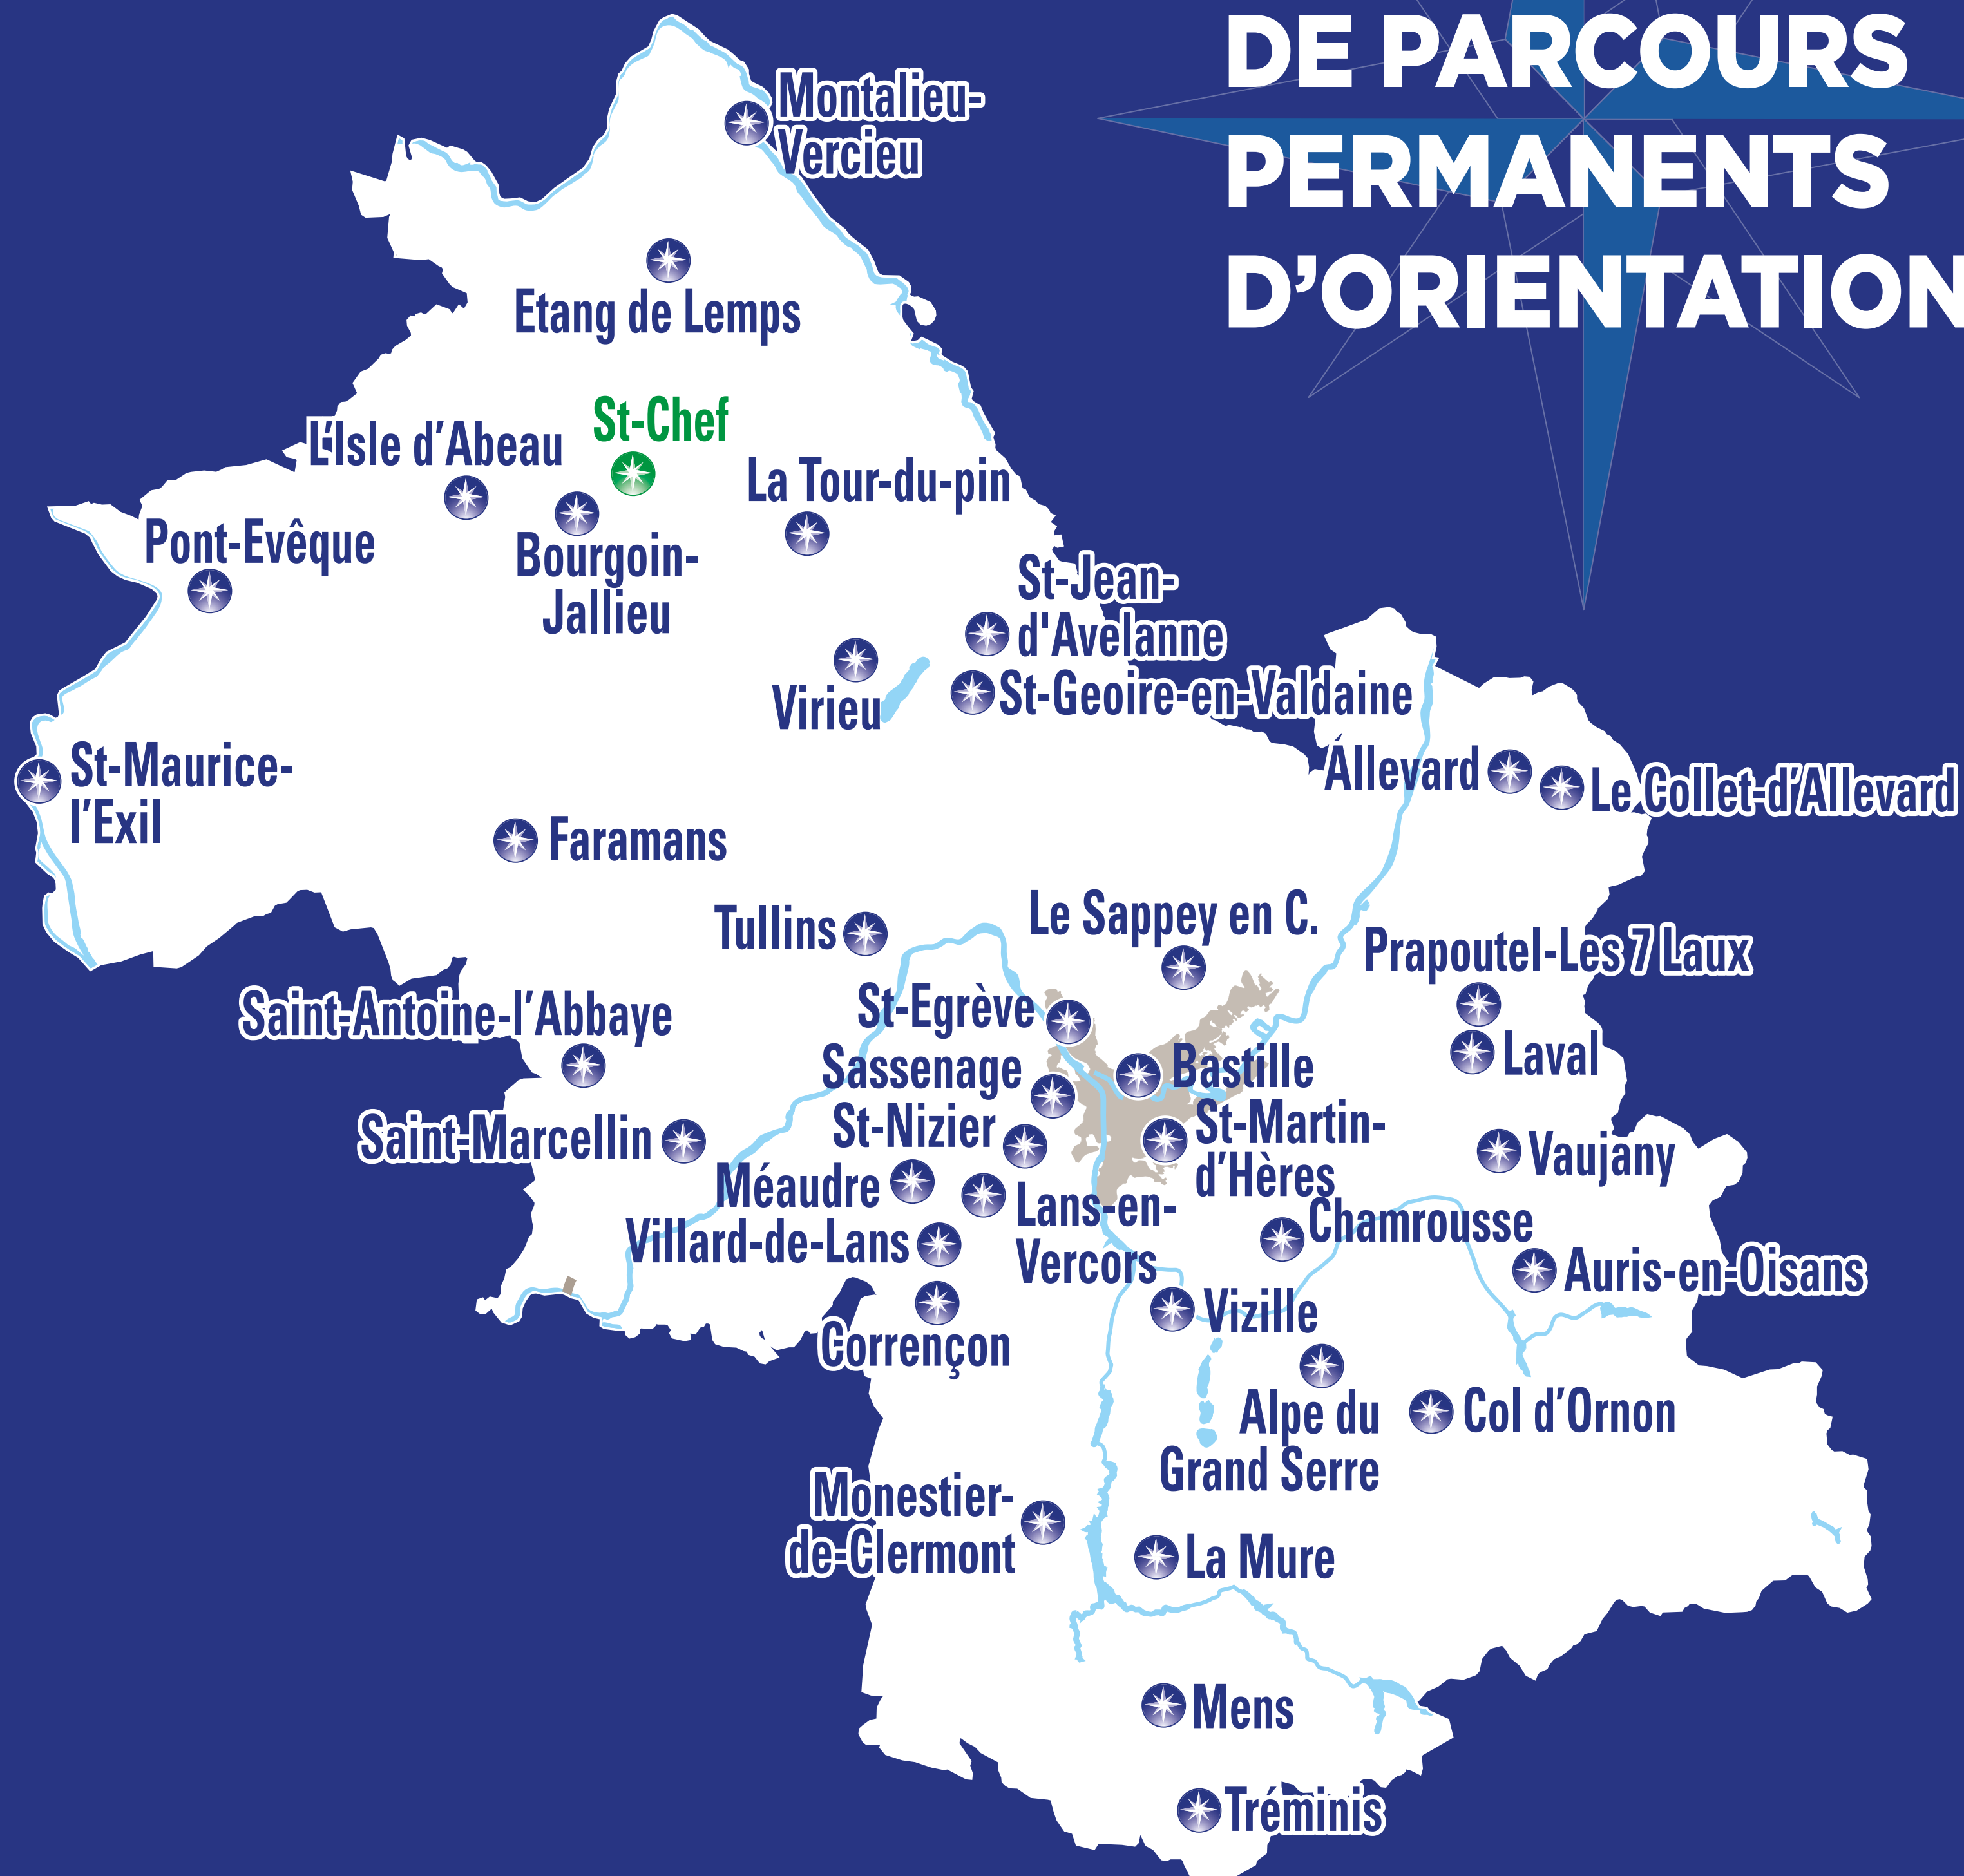 DE PARCOURS
PERMANENTS
D'ORIENTATION
Montalieu-
Vercieu
Etang de Lemps
St-Chef
L'Isle d'Abeau
La Tour-du-pin
Pont-Evêque
Bourgoin-
Jallieu
St-Jean-
d'Avelanne
Virieu
St-Geoire-en-Valdaine
St-Maurice-
l'Exil
Allevard
Le Collet-d'Allevard
Faramans
Tullins
Le Sappey en C.
Prapoutel-Les 7 Laux
Saint-Antoine-l'Abbaye
St-Egrève
Laval
Sassenage
Bastille
St-Nizier
St-Martin-
d'Hères
Saint-Marcellin
Vaujany
Méaudre
Lans-en-
Vercors
Villard-de-Lans
Chamrousse
Auris-en-Oisans
Corrençon
Vizille
Alpe du
Grand Serre
Col d'Ornon
Monestier-
de-Clermont
La Mure
Mens
Tréminis